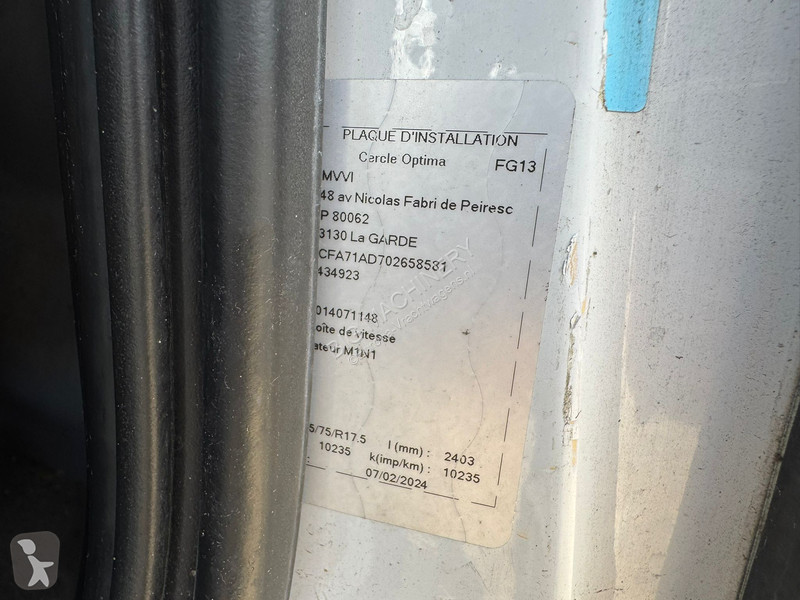 PLAQUE D'INSTALLATION
Cercle Optima FG13
MVVI
48 av Nicolas Fabri de Peiresc
P 80062
3130 La GARDE
CFA71AD702658581
434923
014071148
oîte de vitesse
ateur M1N1
5/75/R17.5 l (mm) : 2403
: 10235 k(imp/km) : 10235
07/02/2024